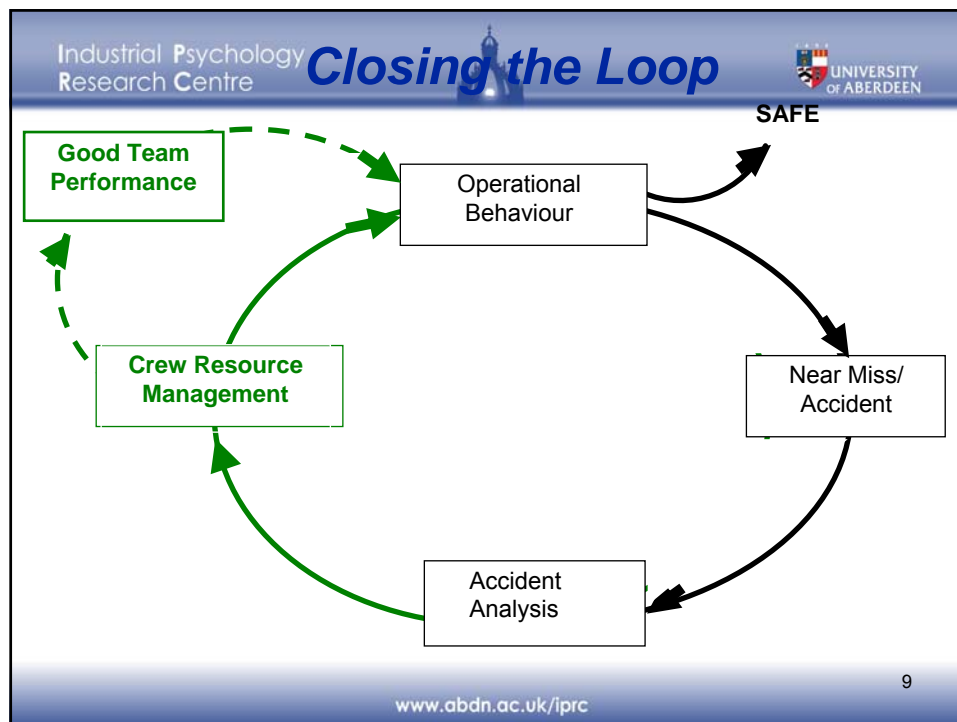 Industrial Psychology
Research Centre
Closing the Loop
UNIVERSITY
OF ABERDEEN
SAFE
Good Team
Performance
Operational
Behaviour
Crew Resource
Management
Near Miss/
Accident
Accident
Analysis
9
www.abdn.ac.uk/iprc